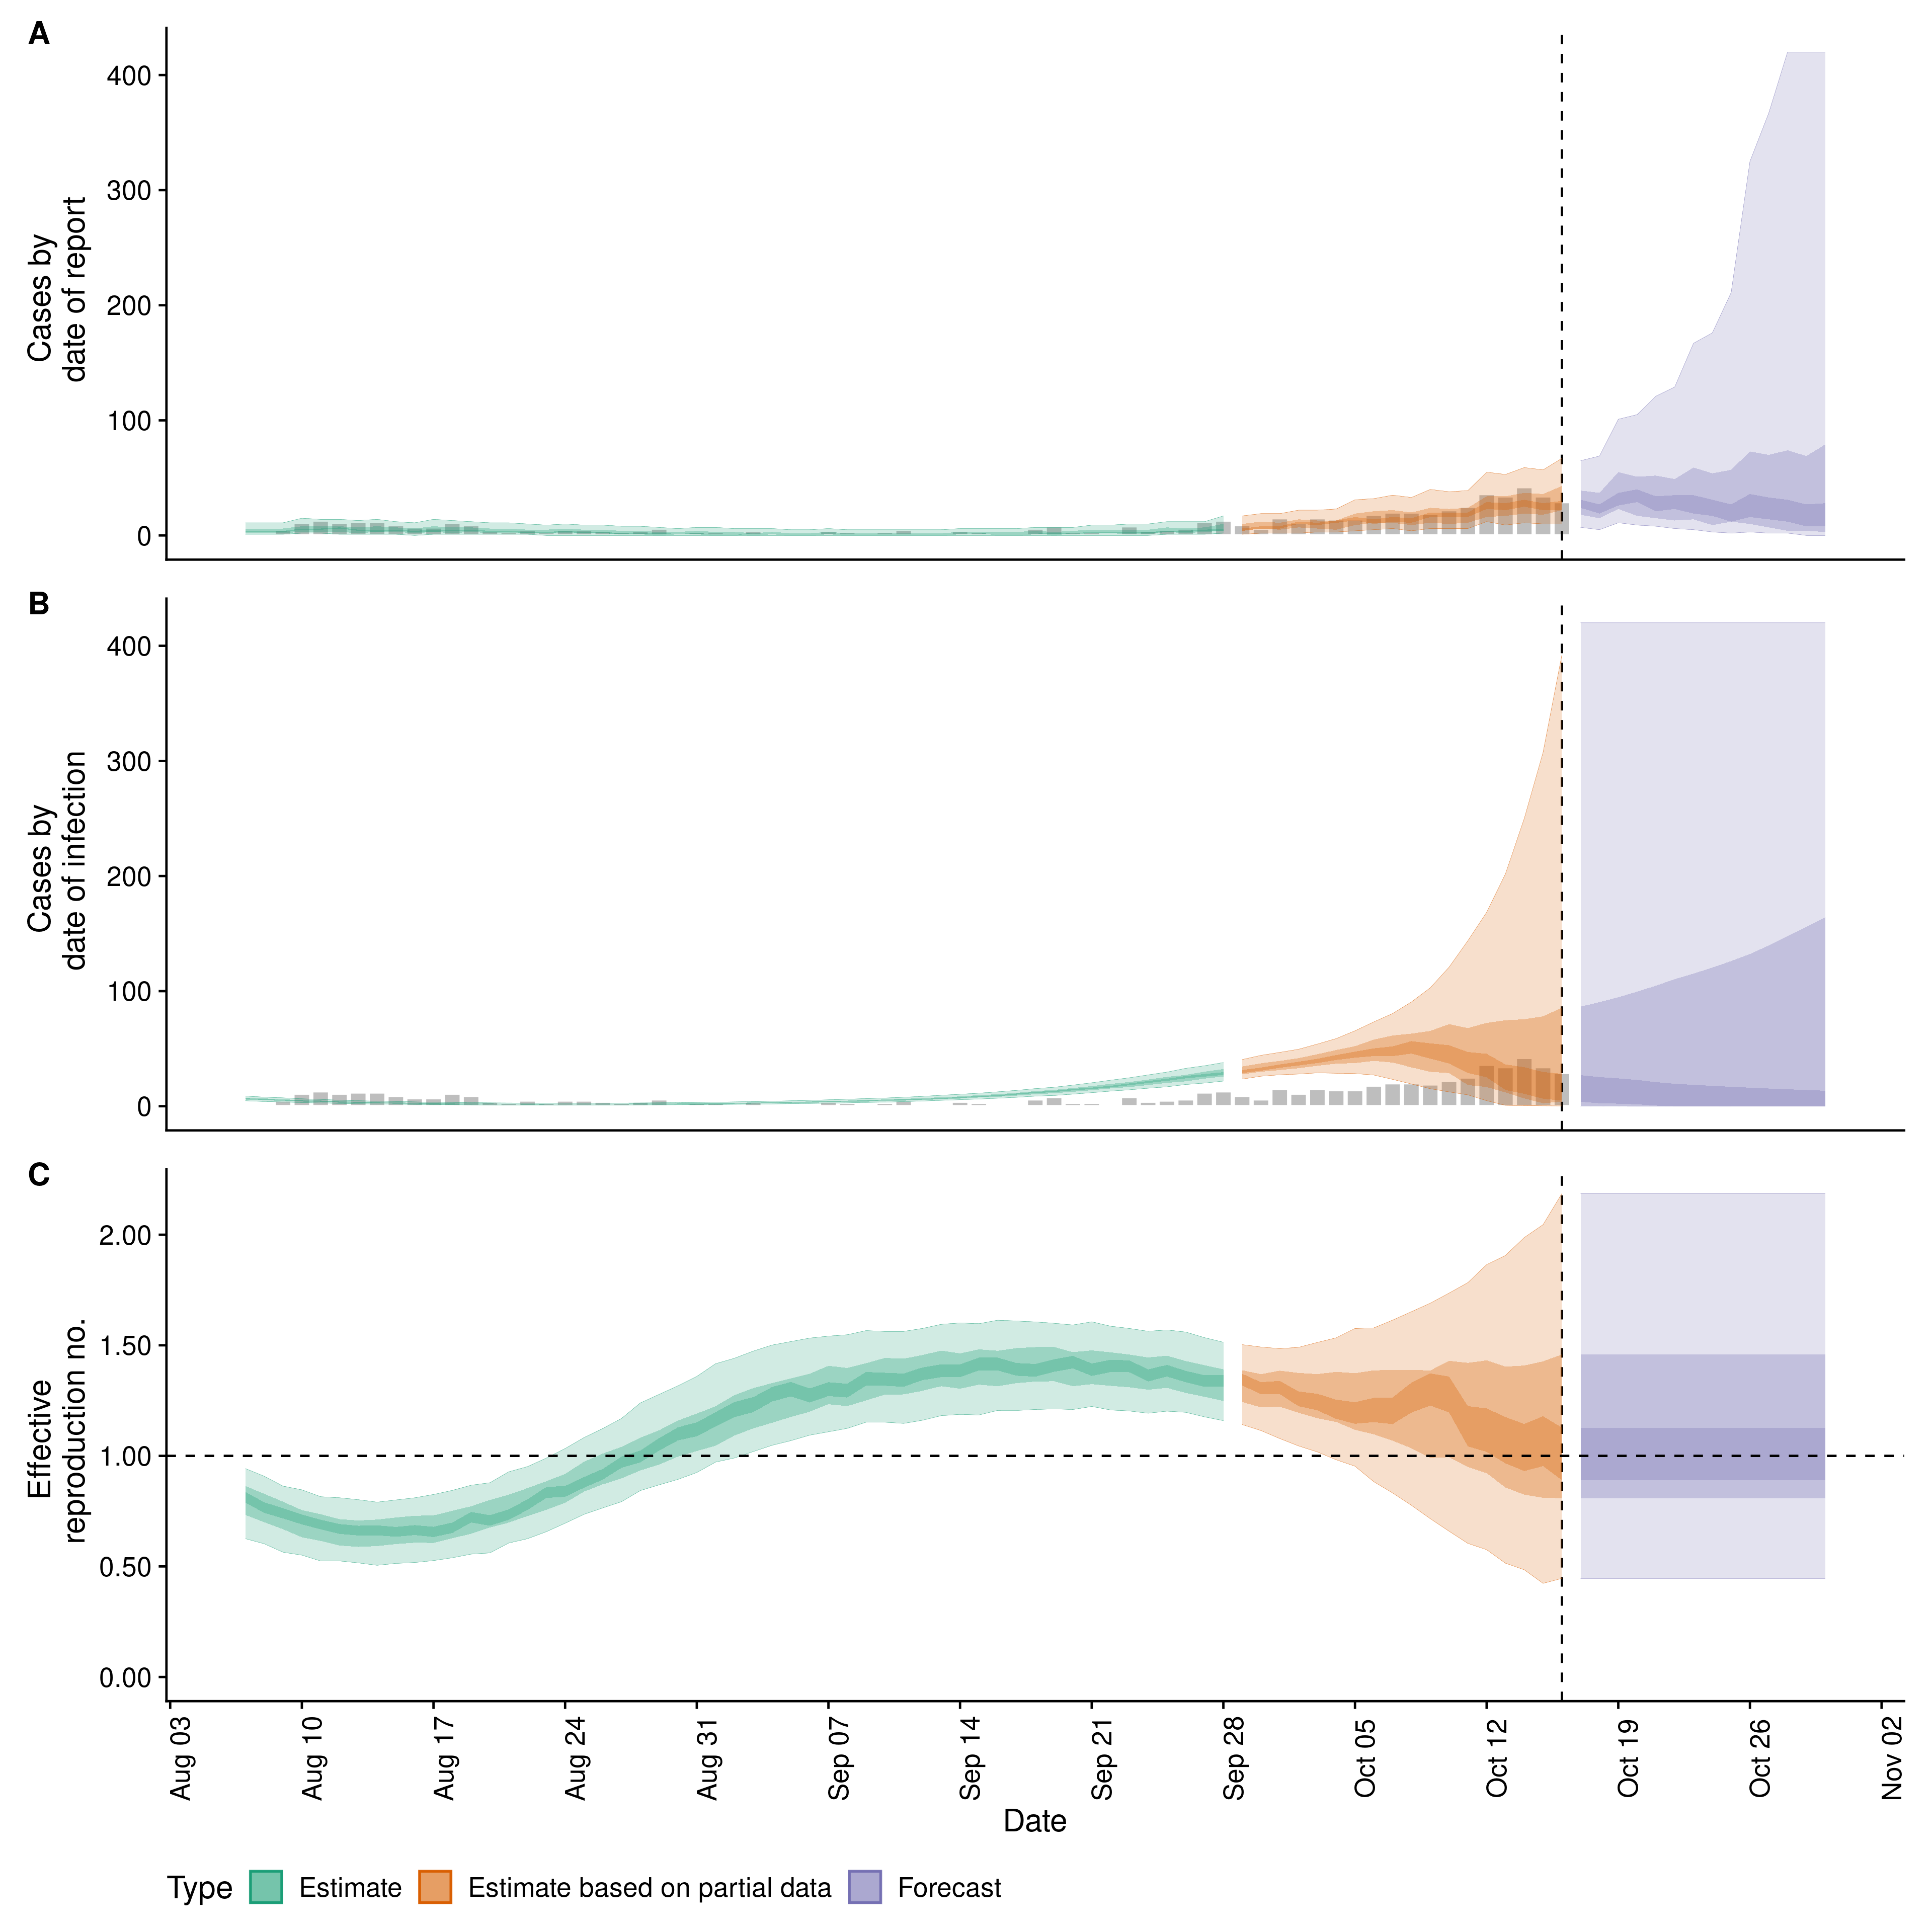 A
400
300
200
100
0
Cases by
date of report
B
400
300
200
100
0
Cases by
date of infection
C
2.00
1.50
1.00
0.50
0.00
Effective
reproduction no.
Aug 03
Aug 10
Aug 17
Aug 24
Aug 31
Sep 07
Sep 14
Sep 21
Sep 28
Oct 05
Oct 12
Oct 19
Oct 26
Nov 02
Date
Type Estimate Estimate based on partial data Forecast